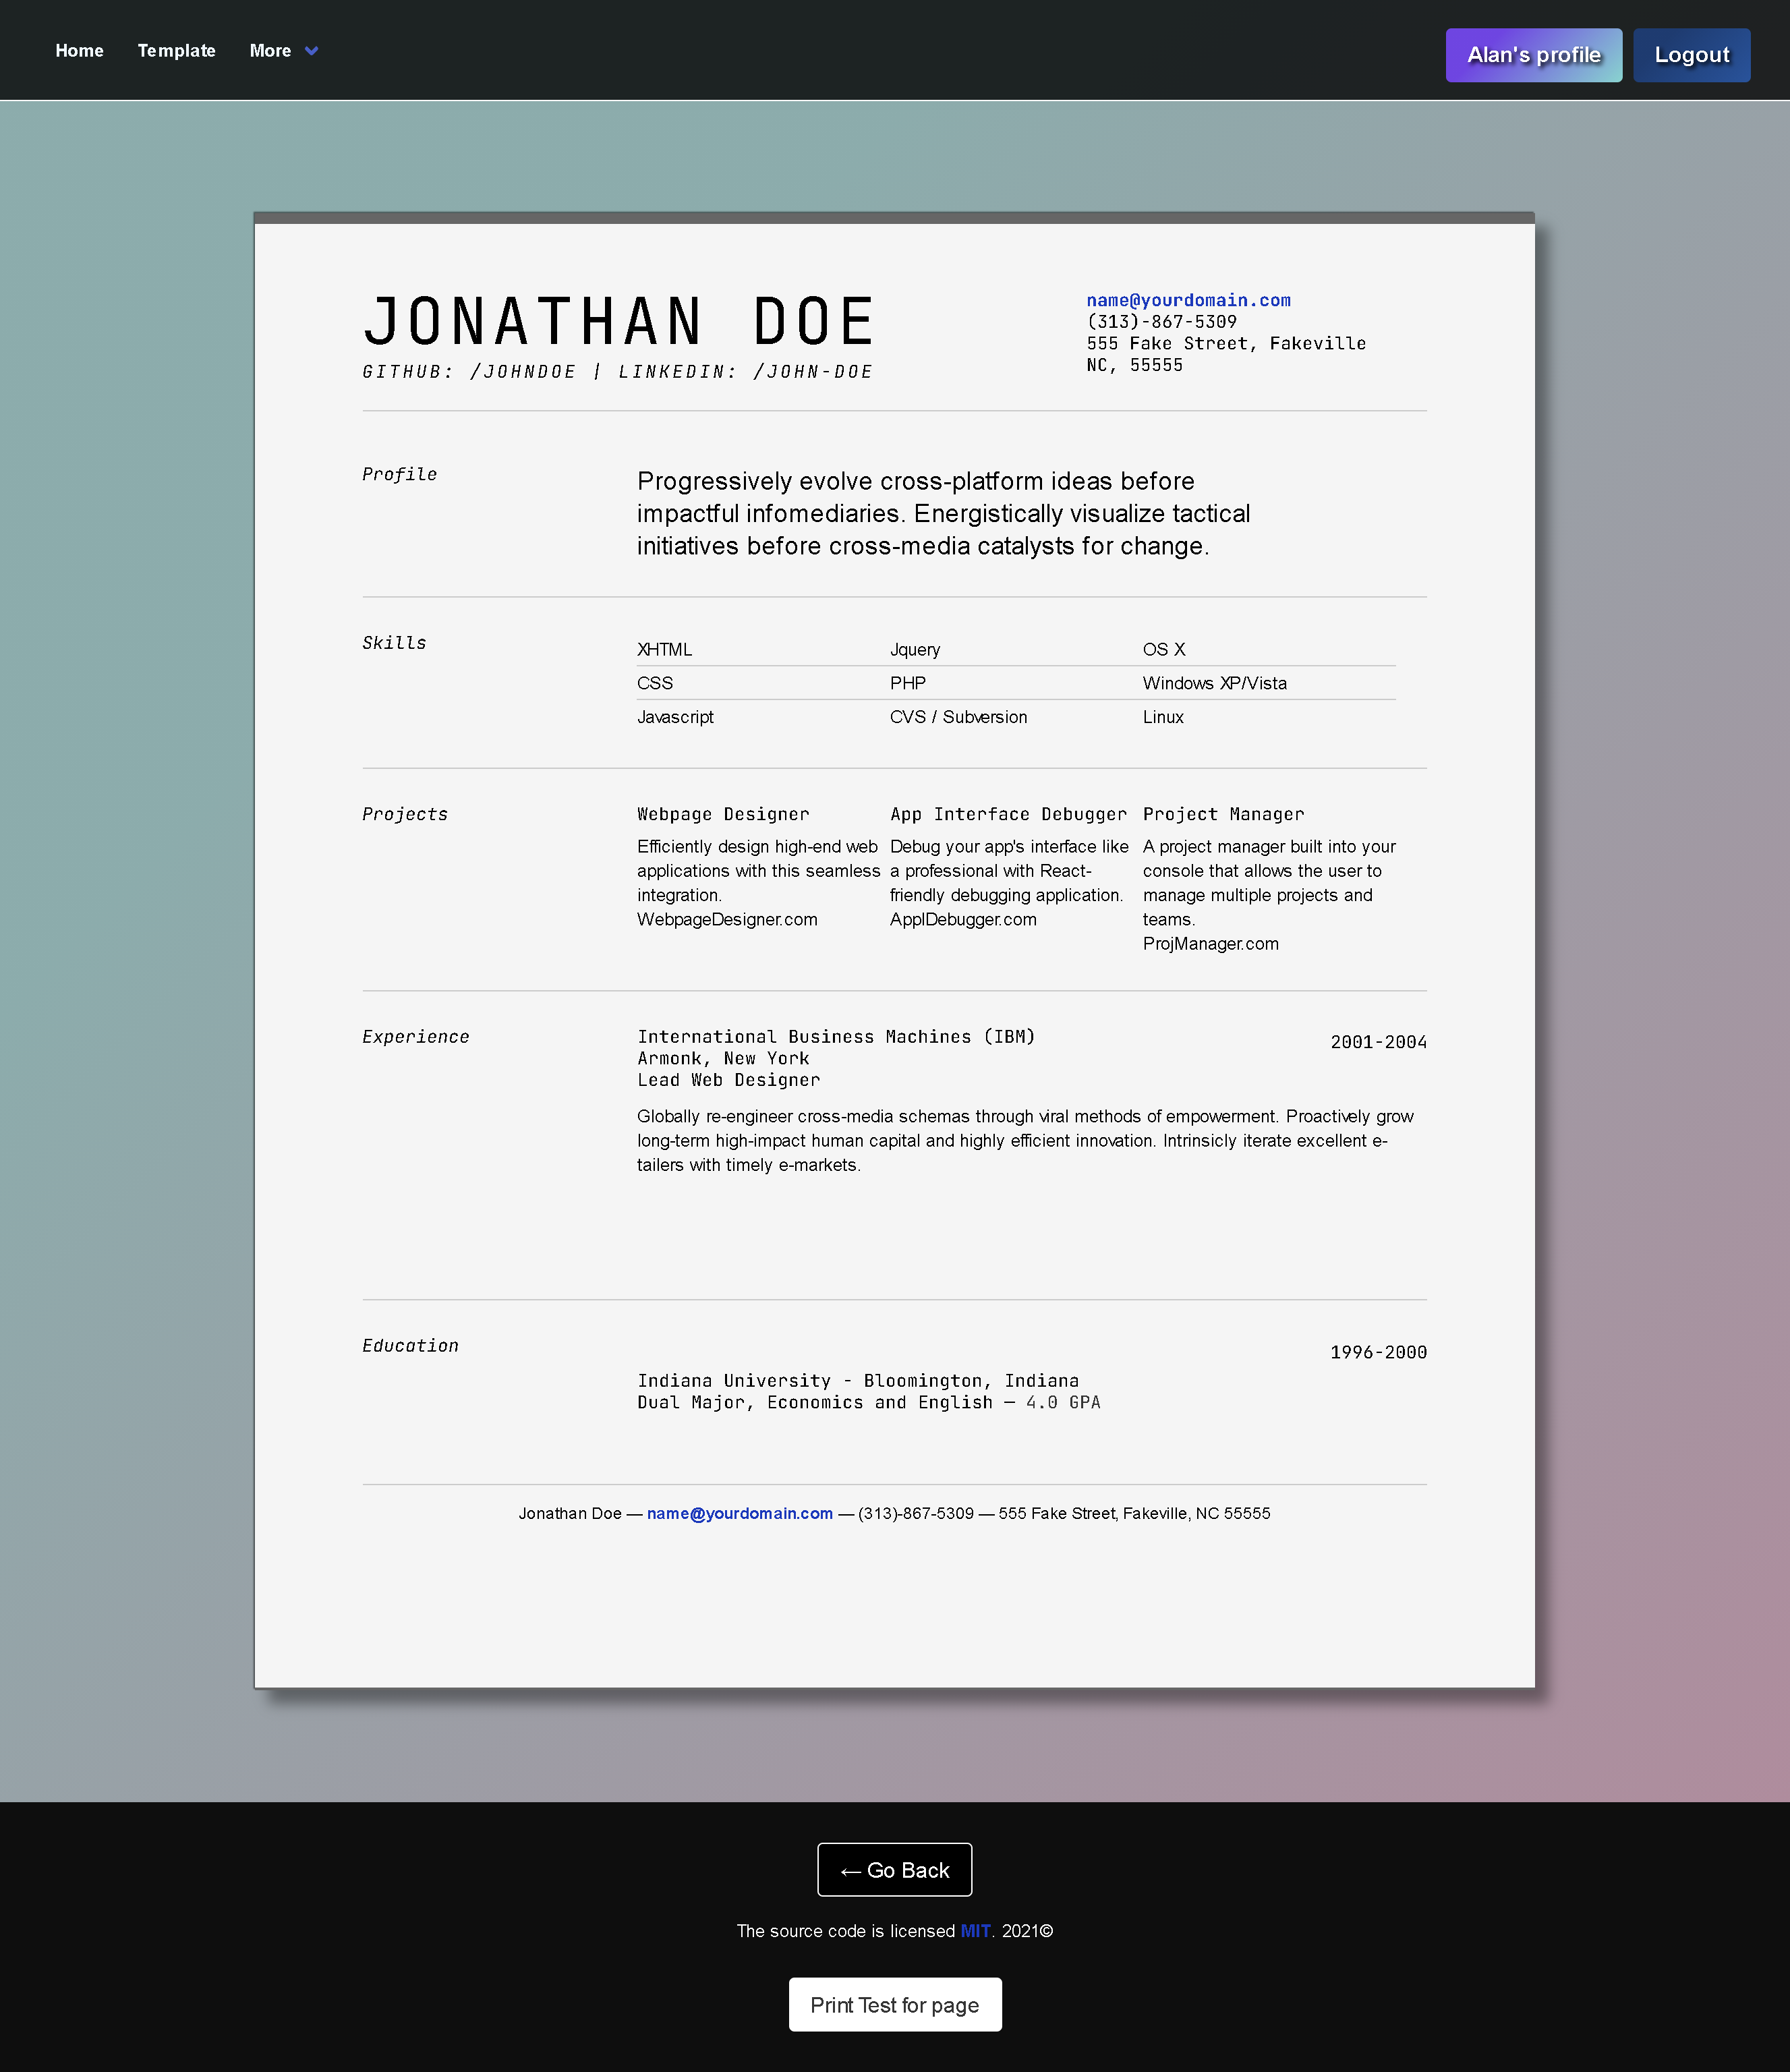 Home Template More Alan's profile Logout
JONATHAN DOE
GITHUB: /JOHNDOE | LINKEDIN: /JOHN-DOE
name@yourdomain.com
(313)-867-5309
555 Fake Street, Fakeville
NC, 55555
Profile
Progressively evolve cross-platform ideas before
impactful infomediaries. Energistically visualize tactical
initiatives before cross-media catalysts for change.
Skills
XHTML Jquery OS X
CSS PHP Windows XP/Vista
Javascript CVS / Subversion Linux
Projects
Webpage Designer
Efficiently design high-end web
applications with this seamless
integration.
WebpageDesigner.com
App Interface Debugger
Debug your app's interface like
a professional with React-
friendly debugging application.
AppIDebugger.com
Project Manager
A project manager built into your
console that allows the user to
manage multiple projects and
teams.
ProjManager.com
Experience
International Business Machines (IBM) 2001-2004
Armonk, New York
Lead Web Designer
Globally re-engineer cross-media schemas through viral methods of empowerment. Proactively grow
long-term high-impact human capital and highly efficient innovation. Intrinsicly iterate excellent e-
tailers with timely e-markets.
Education 1996-2000
Indiana University - Bloomington, Indiana
Dual Major, Economics and English — 4.0 GPA
Jonathan Doe — name@yourdomain.com — (313)-867-5309 — 555 Fake Street, Fakeville, NC 55555
← Go Back
The source code is licensed MIT. 2021©
Print Test for page